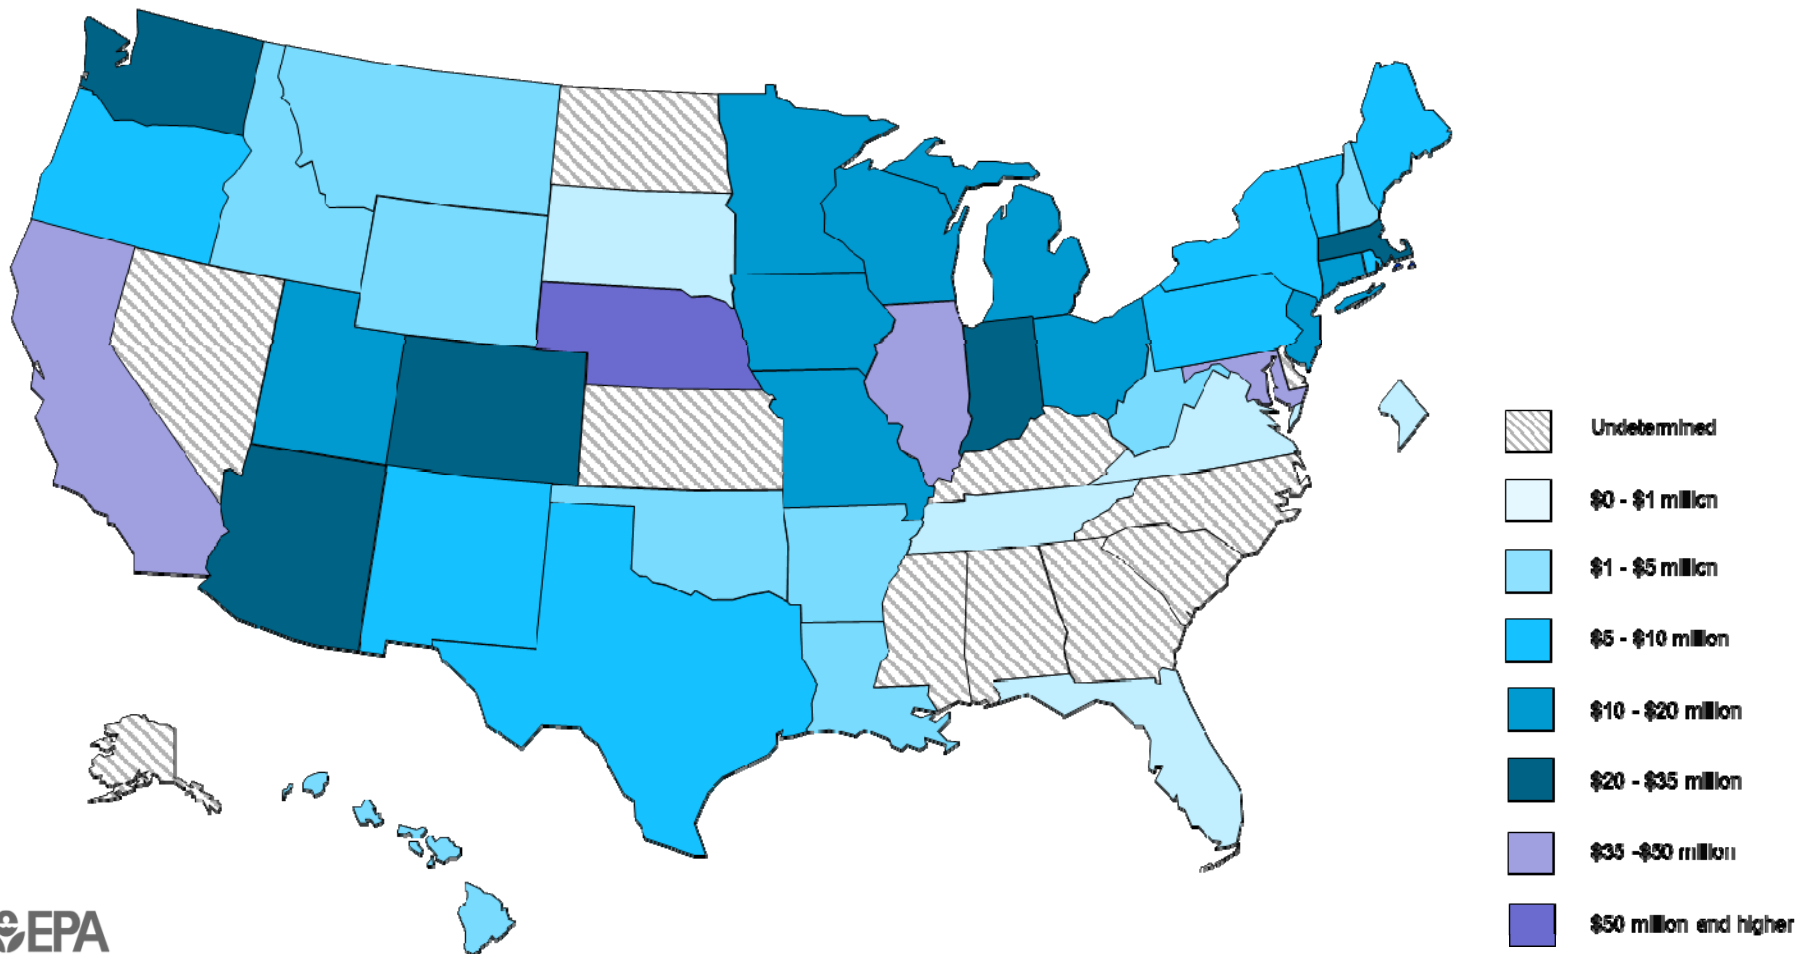 Undetermined
$0 - $1 million
$1 - $5 million
$5 - $10 million
$10 - $20 million
$20 - $35 million
$35 -$50 million
$50 million and higher
EPA